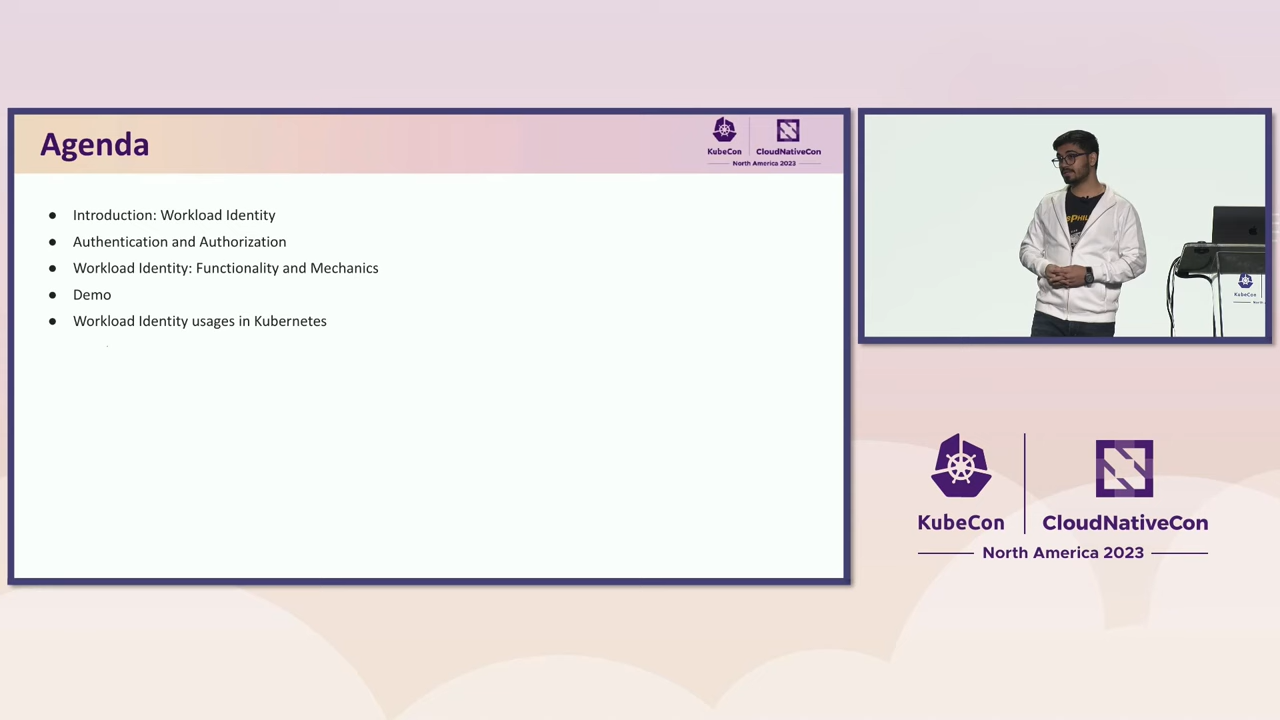 Agenda
KubeCon
CloudNativeCon
North America 2023
● Introduction: Workload Identity
● Authentication and Authorization
● Workload Identity: Functionality and Mechanics
● Demo
● Workload Identity usages in Kubernetes
KubeCon
CloudNativeCon
North America 2023